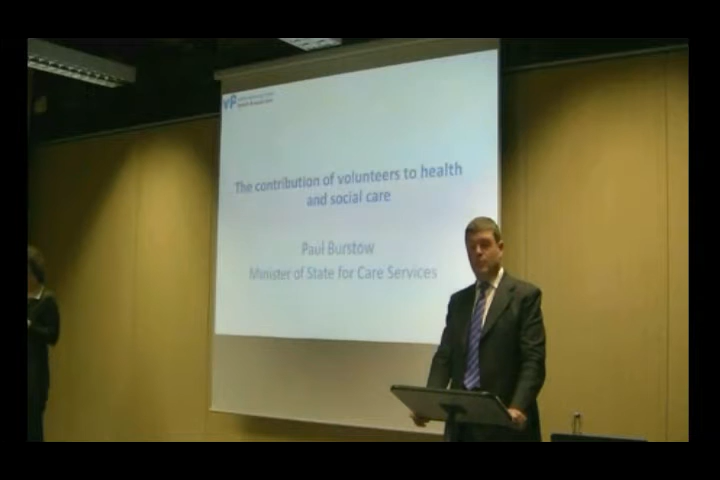 The contribution of volunteers to health
and social care
Paul Burstow
Minister of State for Care Services